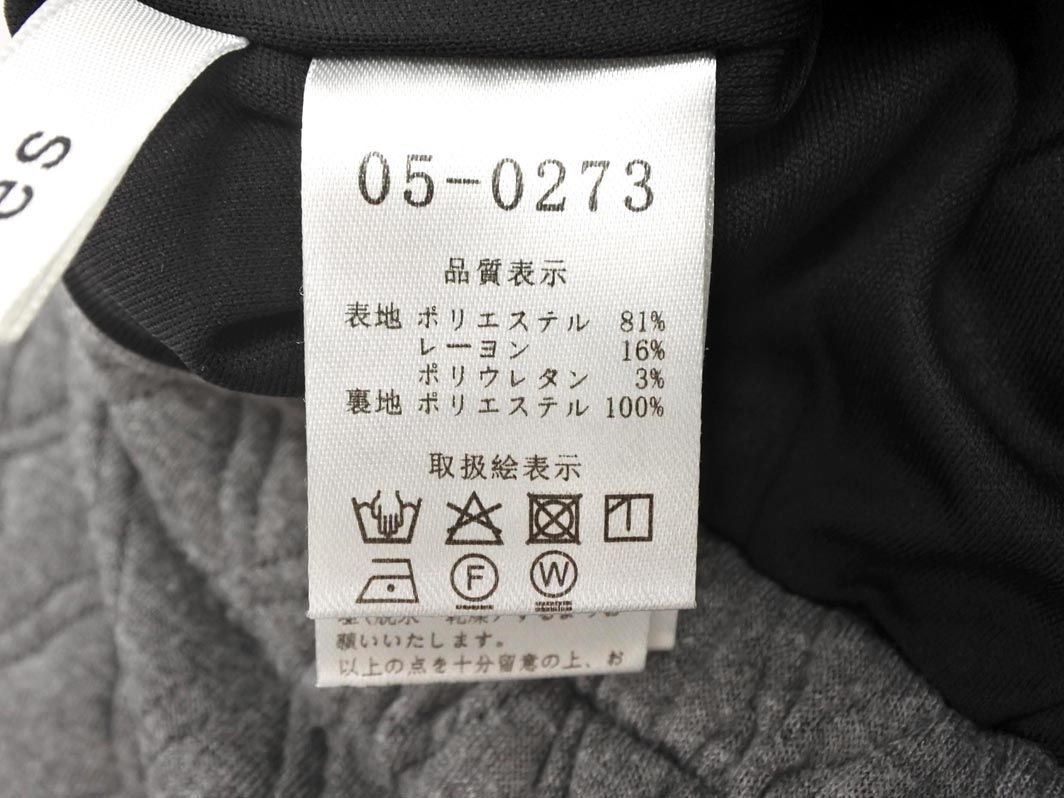 es
05-0273
品質表示
表地 ポリエステル 81%
レーヨン 16%
ポリウレタン 3%
裏地 ポリエステル 100%
取扱絵表示
F W
願いいたします。
以上の点を十分留意の上、お